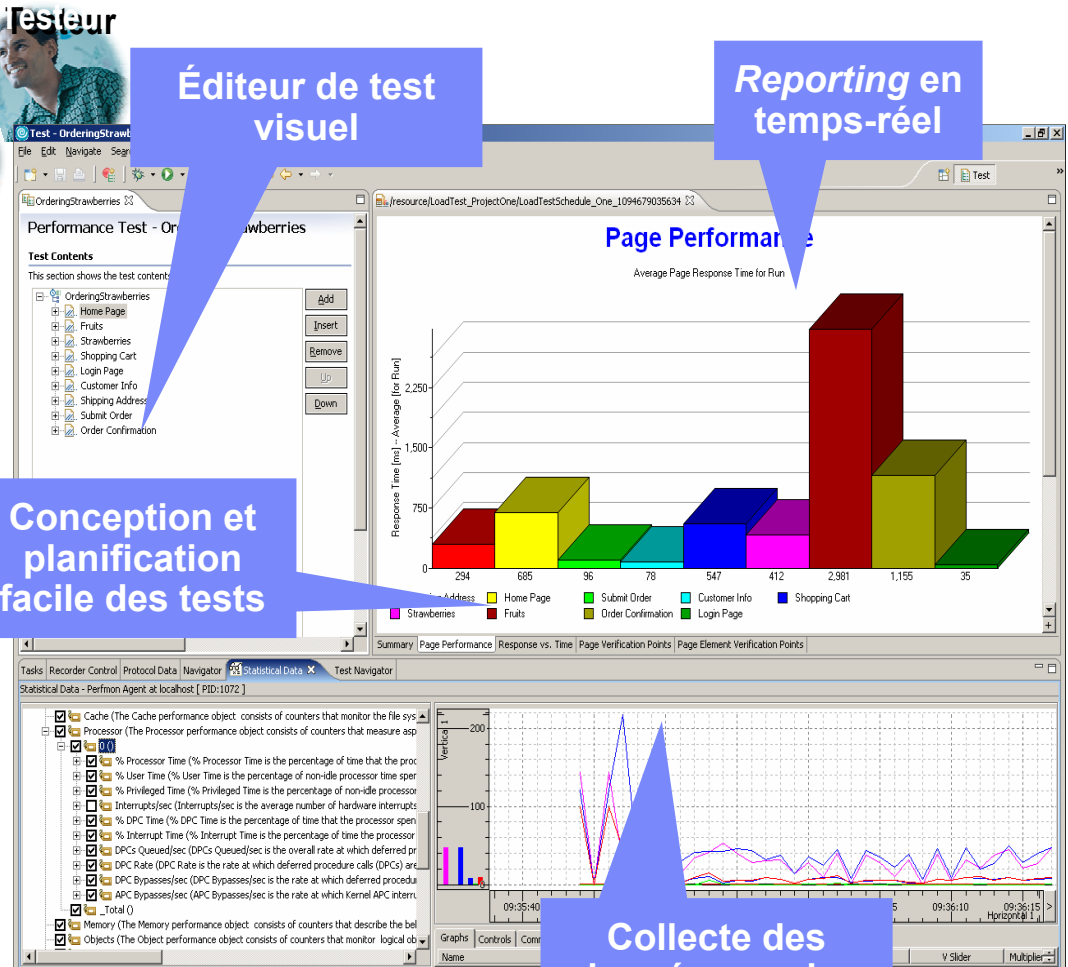 Testeur
Éditeur de test
visuel
Reporting en
temps-réel
Test - OrderingStrawb
File Edit Navigate
Test
»
OrderingStrawberries
/resource/LoadTest_ProjectOne/LoadTestSchedule_One_1094679035634
Performance Test - Or wberries
Test Contents
This section shows the test contents
OrderingStrawberries
Home Page
Fruits
Strawberries
Shopping Cart
Login Page
Customer Info
Shipping Address
Submit Order
Order Confirmation
Add
Insert
Remove
Up
Down
Page Performance
Average Page Response Time for Run
Response Time [ms] -- Average [for Run]
2,250
1,500
750
0
294 685 96 78 547 412 2,981 1,155 35
Address Home Page Submit Order Customer Info Shopping Cart
Strawberries Fruits Order Confirmation Login Page
Conception et
planification
facile des tests
Summary Page Performance Response vs. Time Page Verification Points Page Element Verification Points
Tasks Recorder Control Protocol Data Navigator Statistical Data Test Navigator
Statistical Data - Perfmon Agent at localhost [ PID:1072 ]
Cache (The Cache performance object consists of counters that monitor the file sys
Processor (The Processor performance object consists of counters that measure asp
0 ()
% Processor Time (% Processor Time is the percentage of time that the proc
% User Time (% User Time is the percentage of non-idle processor time sper
% Privileged Time (% Privileged Time is the percentage of non-idle processor
Interrupts/sec (Interrupts/sec is the average number of hardware interrupts
% DPC Time (% DPC Time is the percentage of time that the processor spen
% Interrupt Time (% Interrupt Time is the percentage of time the processor
DPCs Queued/sec (DPCs Queued/sec is the overall rate at which deferred pr
DPC Rate (DPC Rate is the rate at which deferred procedure calls (DPCs) are
DPC Bypasses/sec (DPC Bypasses/sec is the rate at which deferred procedu
APC Bypasses/sec (APC Bypasses/sec is the rate at which Kernel APC interru
_Total ()
Memory (The Memory performance object consists of counters that describe the bel
Objects (The Object performance object consists of counters that monitor logical ob
Vertical 1
200
100
0
09:35:40 5 09:36:10 09:36:15 >
Horizontal 1
Graphs Controls Com
Name V Slider Multiplier
Collecte des